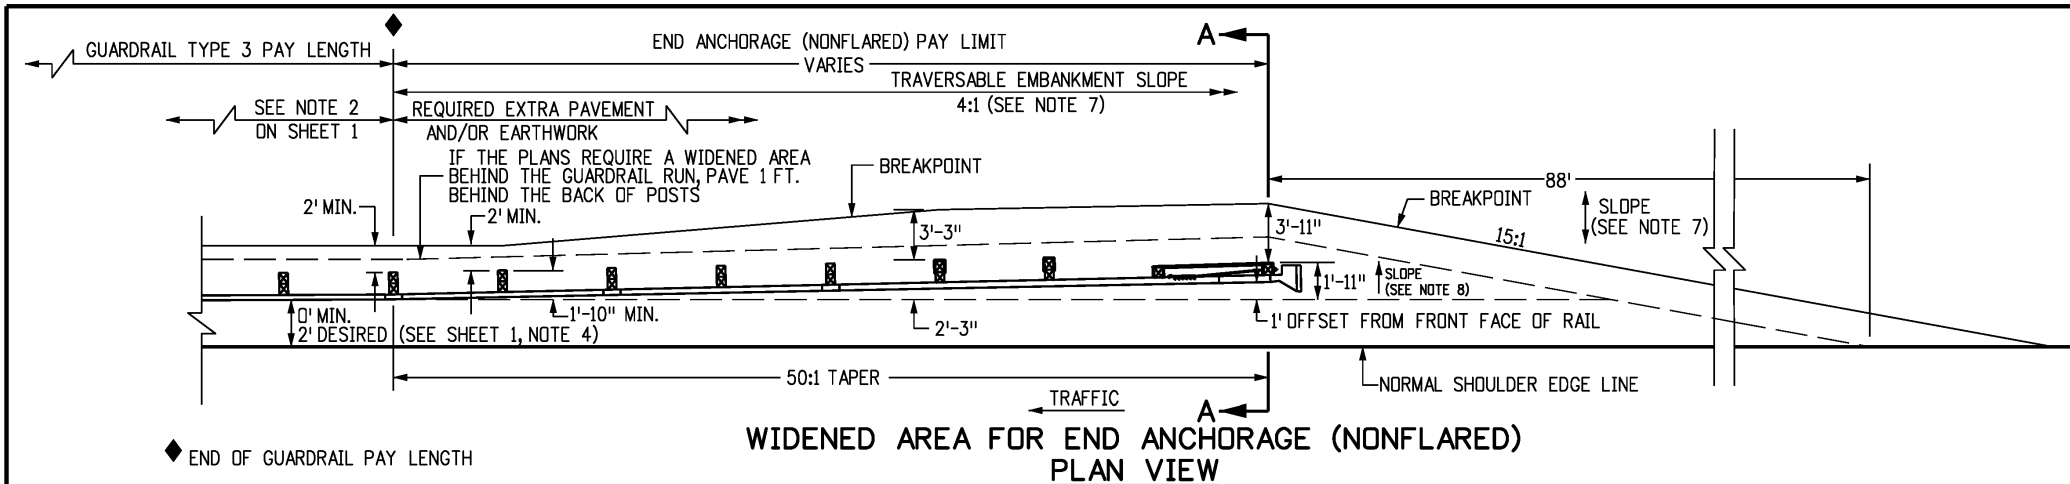 GUARDRAIL TYPE 3 PAY LENGTH
END ANCHORAGE (NONFLARED) PAY LIMIT
VARIES
A
TRAVERSABLE EMBANKMENT SLOPE
4:1 (SEE NOTE 7)
SEE NOTE 2
ON SHEET 1
REQUIRED EXTRA PAVEMENT
AND/OR EARTHWORK
IF THE PLANS REQUIRE A WIDENED AREA
BEHIND THE GUARDRAIL RUN, PAVE 1 FT.
BEHIND THE BACK OF POSTS
BREAKPOINT
88'
BREAKPOINT
SLOPE
(SEE NOTE 7)
15:1
2' MIN.
2' MIN.
3'-3"
3'-11"
1'-11"
SLOPE
(SEE NOTE 8)
0' MIN.
2' DESIRED (SEE SHEET 1, NOTE 4)
1'-10" MIN.
2'-3"
1' OFFSET FROM FRONT FACE OF RAIL
50:1 TAPER
NORMAL SHOULDER EDGE LINE
TRAFFIC
A
WIDENED AREA FOR END ANCHORAGE (NONFLARED)
PLAN VIEW
END OF GUARDRAIL PAY LENGTH